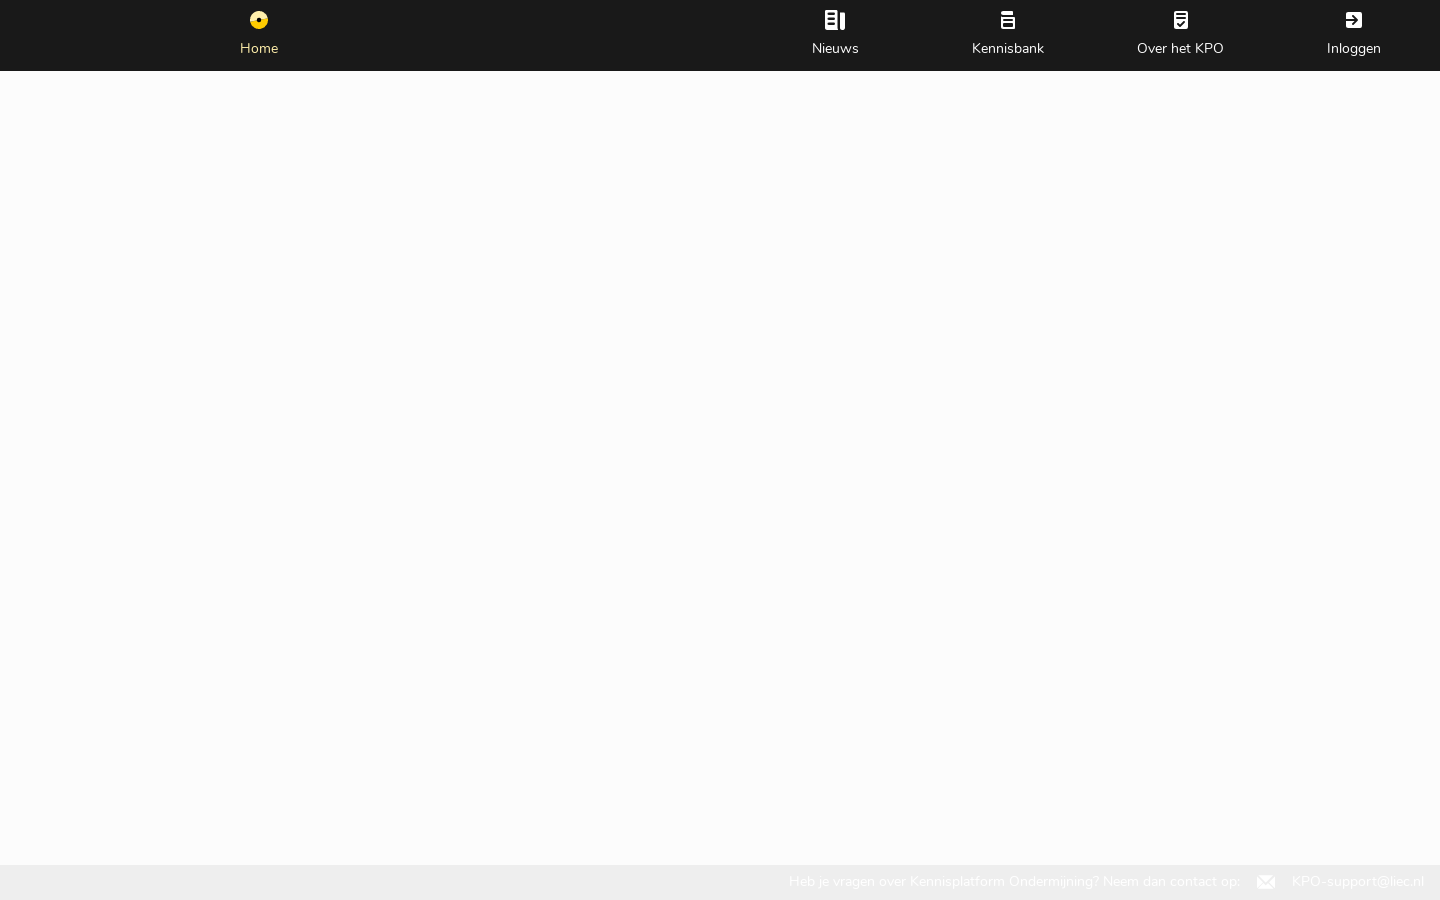 Home
Nieuws
Kennisbank
Over het KPO
Inloggen
Heb je vragen over Kennisplatform Ondermijning? Neem dan contact op: KPO-support@liec.nl